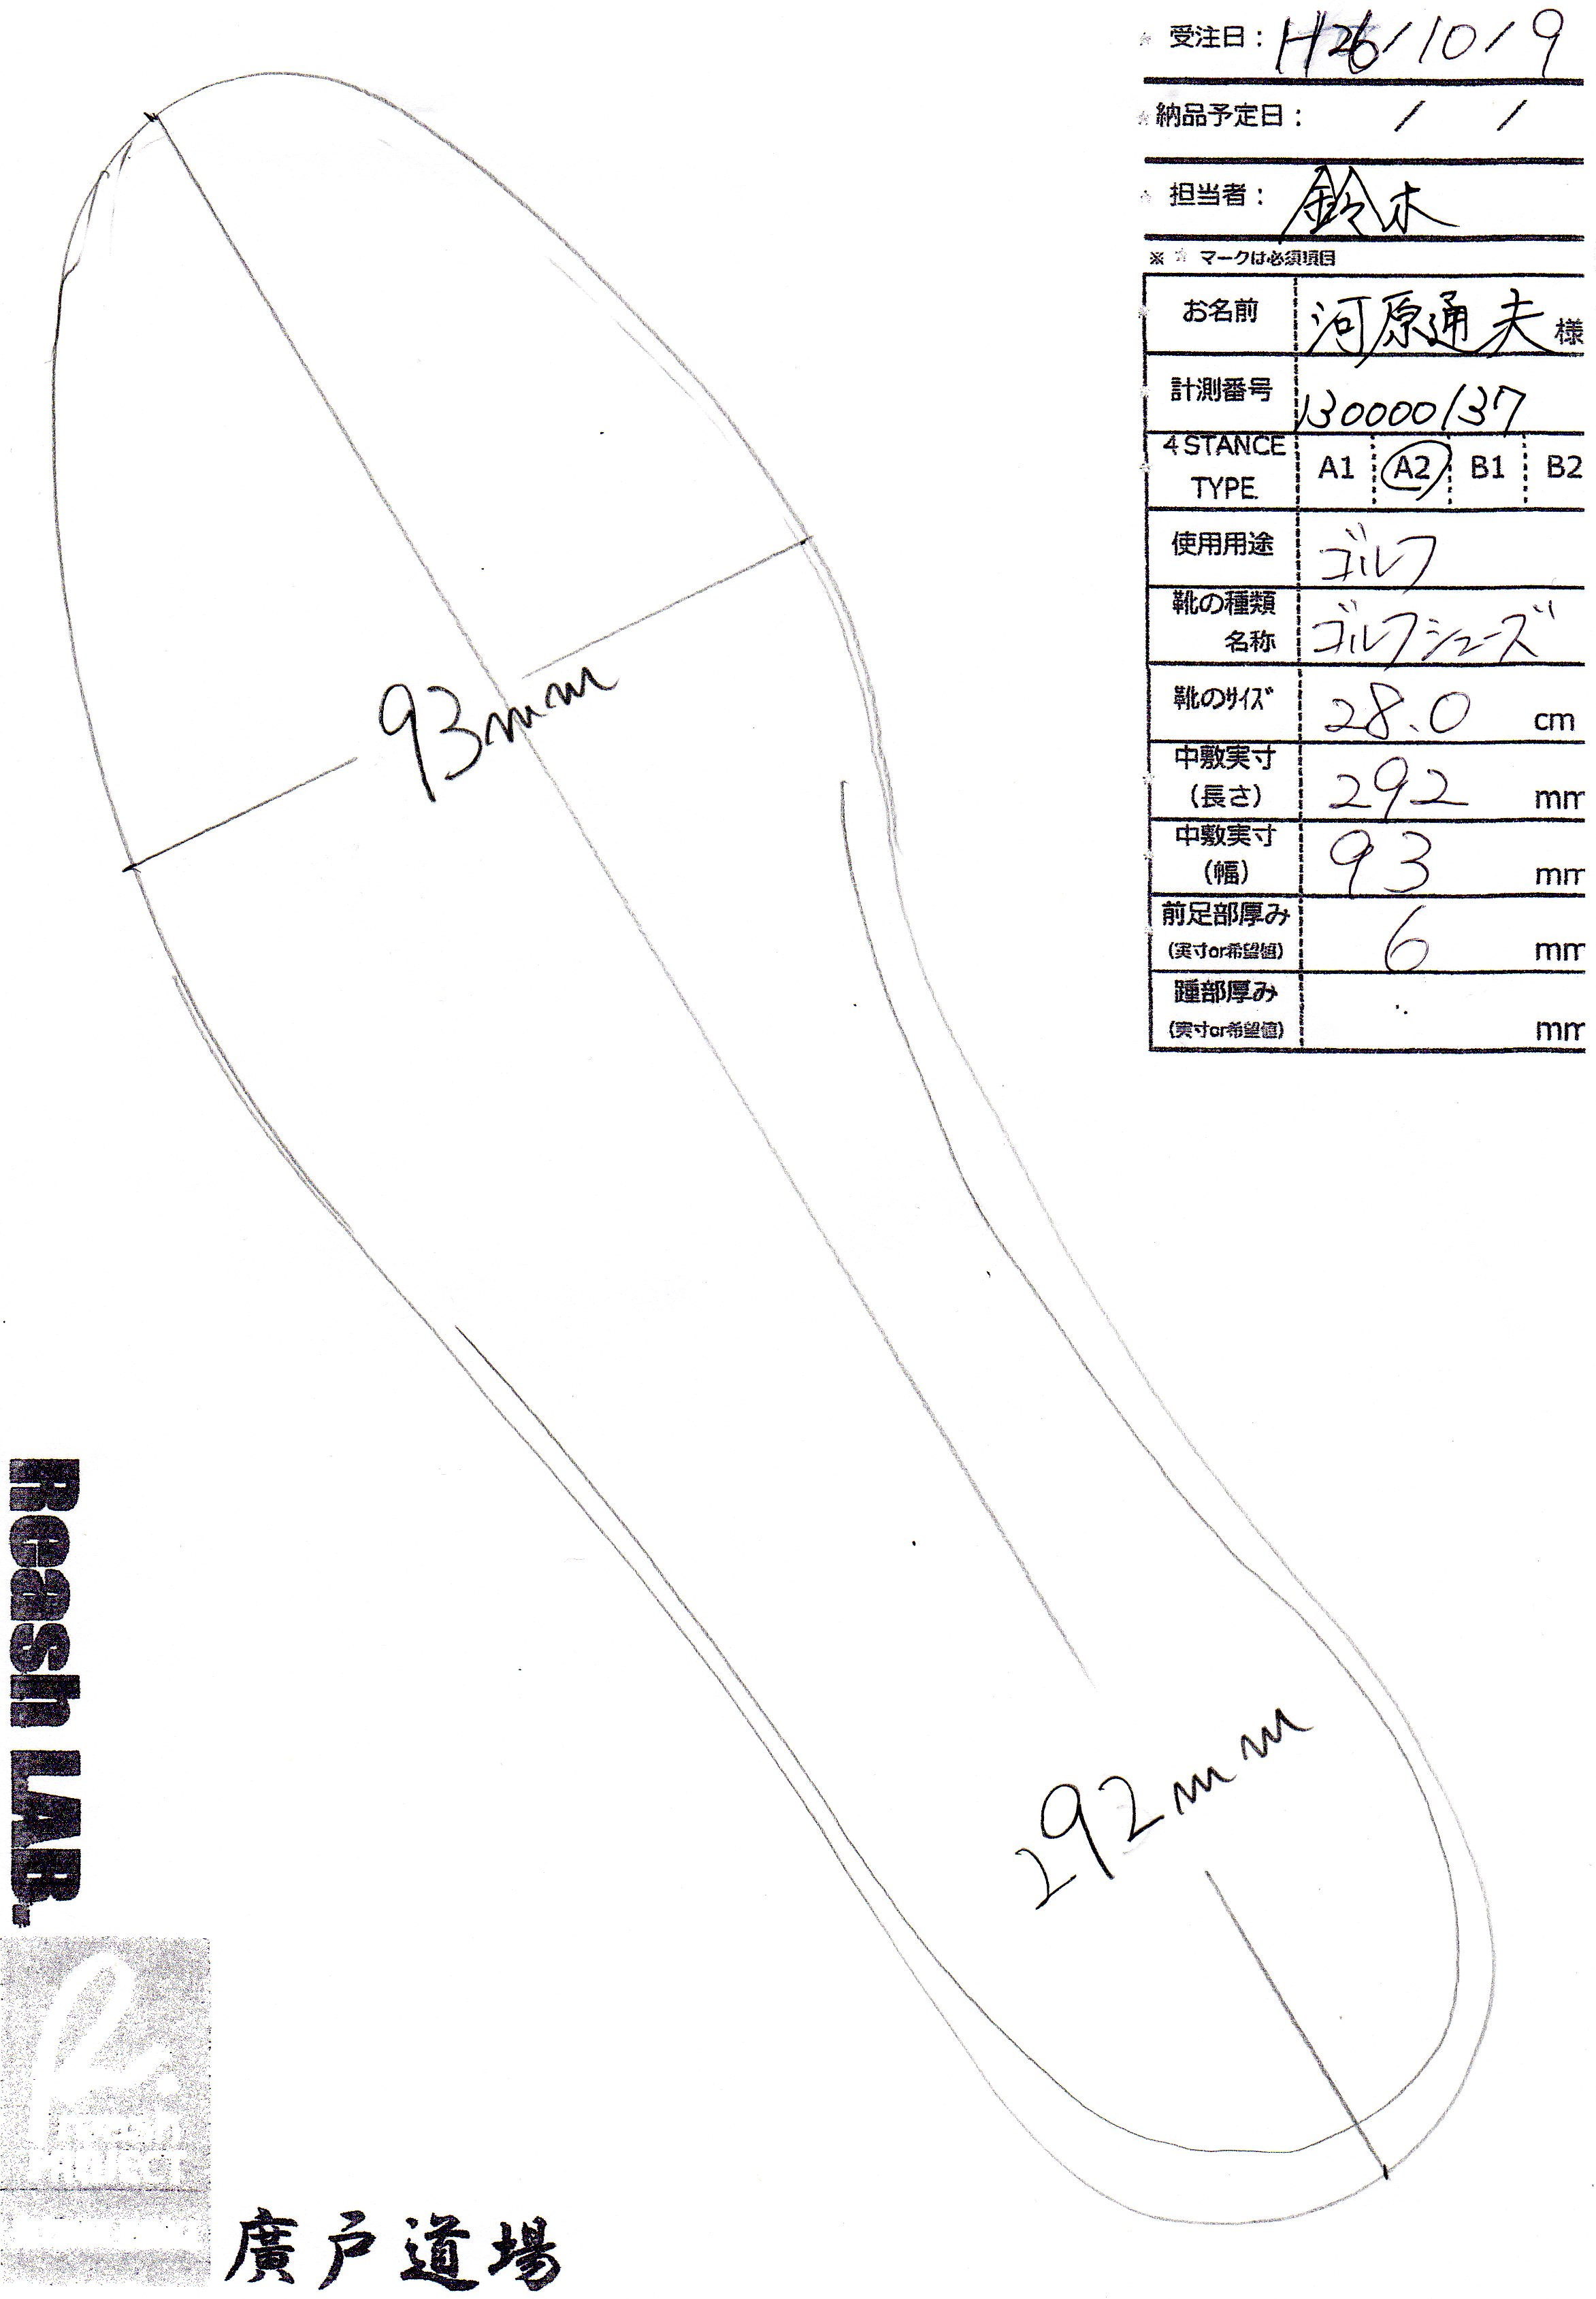 ☆ 受注日: H26/10/9
☆ 納品予定日: / /
☆ 担当者: 鈴木
※ ☆ マークは必須項目
お名前 河原通夫 様
計測番号 130000137
4STANCE
TYPE A1 A2 B1 B2
使用用途 ゴルフ
靴の種類
名称 ゴルフシューズ
靴のサイズ 28.0 cm
中敷実寸
(長さ) 292 mm
中敷実寸
(幅) 93 mm
前足部厚み
(実寸or希望値) 6 mm
踵部厚み
(実寸or希望値) mm
93mm
292mm
Reash LAB.
reash
PROJECT
廣戸道場